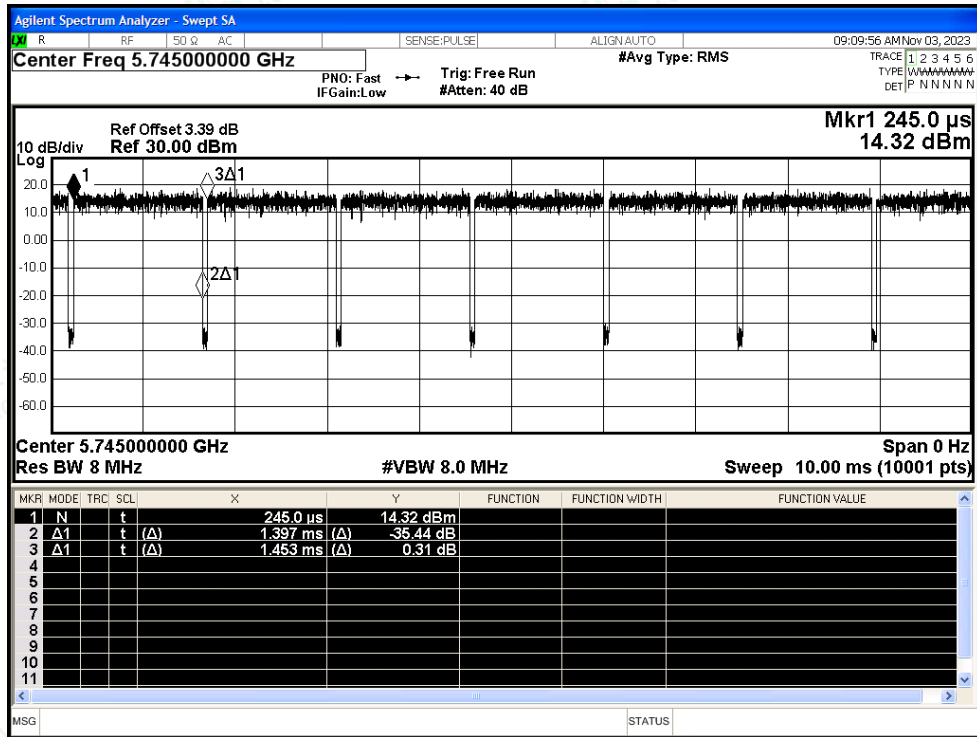 Agilent Spectrum Analyzer - Swept SA
LXI R RF 50 Ω AC SENSE:PULSE ALIGN AUTO 09:09:56 AM Nov 03, 2023
Center Freq 5.745000000 GHz
#Avg Type: RMS
TRACE 1 2 3 4 5 6
PNO: Fast Trig: Free Run
TYPE WWWWWW
IFGain:Low #Atten: 40 dB
DET P N N N N N
Ref Offset 3.39 dB
Mkr1 245.0 µs
10 dB/div Ref 30.00 dBm
14.32 dBm
Log
20.0
1
3Δ1
10.0
0.00
-10.0
2Δ1
-20.0
-30.0
-40.0
-50.0
-60.0
Center 5.745000000 GHz Span 0 Hz
Res BW 8 MHz #VBW 8.0 MHz Sweep 10.00 ms (10001 pts)
MKR MODE TRC SCL X Y FUNCTION FUNCTION WIDTH FUNCTION VALUE
1 N t 245.0 µs 14.32 dBm
2 Δ1 t (Δ) 1.397 ms (Δ) -35.44 dB
3 Δ1 t (Δ) 1.453 ms (Δ) 0.31 dB
4
5
6
7
8
9
10
11
MSG STATUS